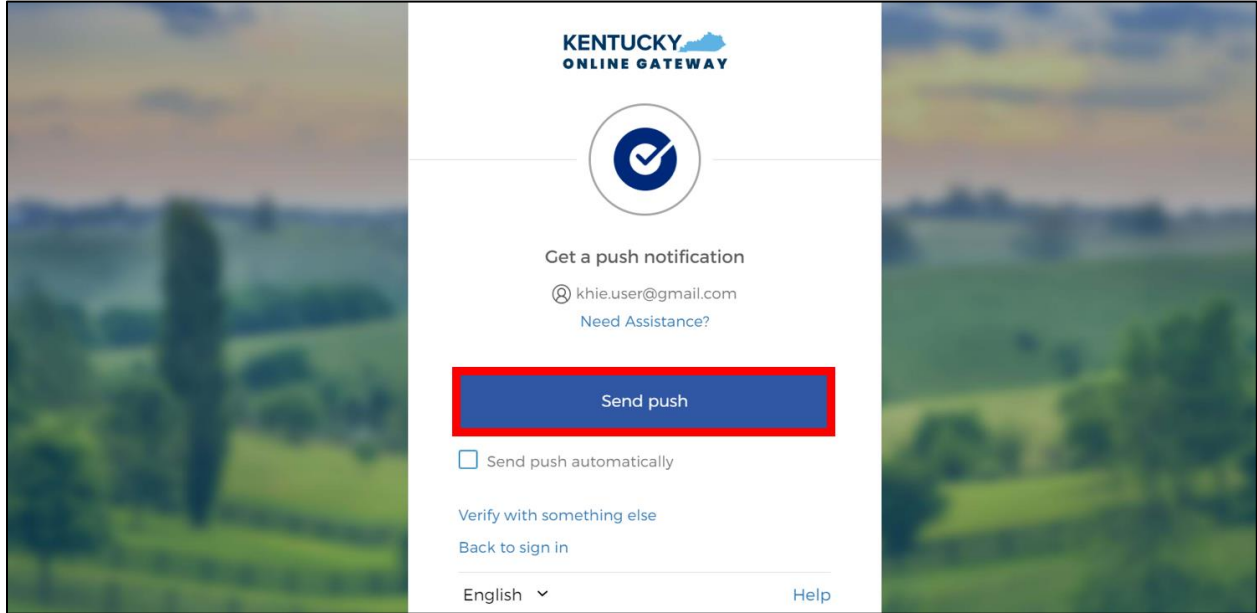 KENTUCKY
ONLINE GATEWAY
Get a push notification
khie.user@gmail.com
Need Assistance?
Send push
Send push automatically
Verify with something else
Back to sign in
English Help